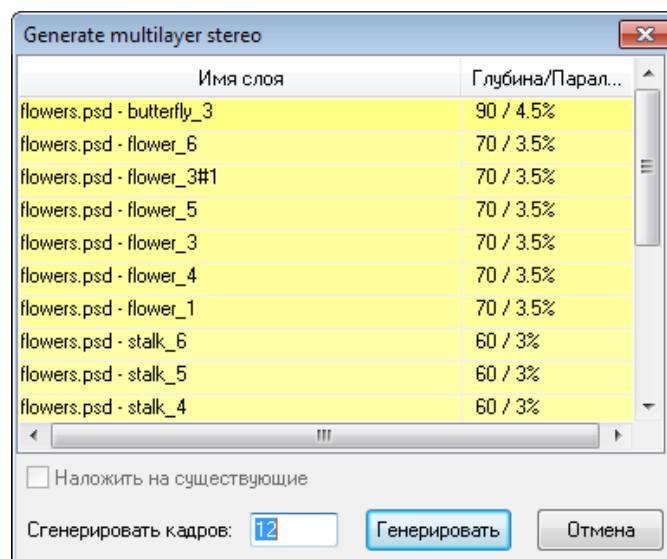 Generate multilayer stereo
Имя слоя Глубина/Парал...
flowers.psd - butterfly_3 90 / 4.5%
flowers.psd - flower_6 70 / 3.5%
flowers.psd - flower_3#1 70 / 3.5%
flowers.psd - flower_5 70 / 3.5%
flowers.psd - flower_3 70 / 3.5%
flowers.psd - flower_4 70 / 3.5%
flowers.psd - flower_1 70 / 3.5%
flowers.psd - stalk_6 60 / 3%
flowers.psd - stalk_5 60 / 3%
flowers.psd - stalk_4 60 / 3%
Наложить на существующие
Сгенерировать кадров: 12 Генерировать Отмена